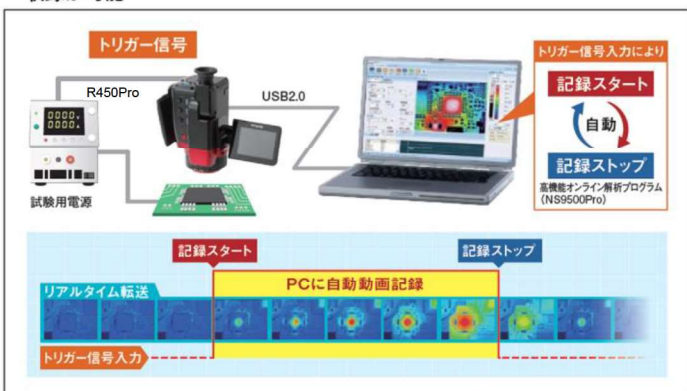 トリガー信号
R450Pro
USB2.0
試験用電源
トリガー信号入力により
記録スタート
自動
記録ストップ
高機能オンライン解析プログラム
(NS9500Pro)
記録スタート
記録ストップ
リアルタイム転送
PCに自動動画記録
トリガー信号入力